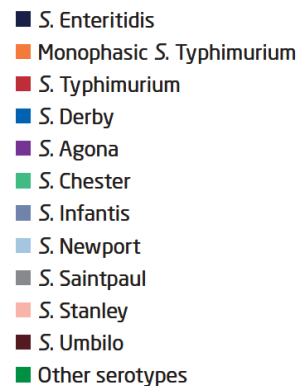 S. Enteritidis
Monophasic S. Typhimurium
S. Typhimurium
S. Derby
S. Agona
S. Chester
S. Infantis
S. Newport
S. Saintpaul
S. Stanley
S. Umbilo
Other serotypes